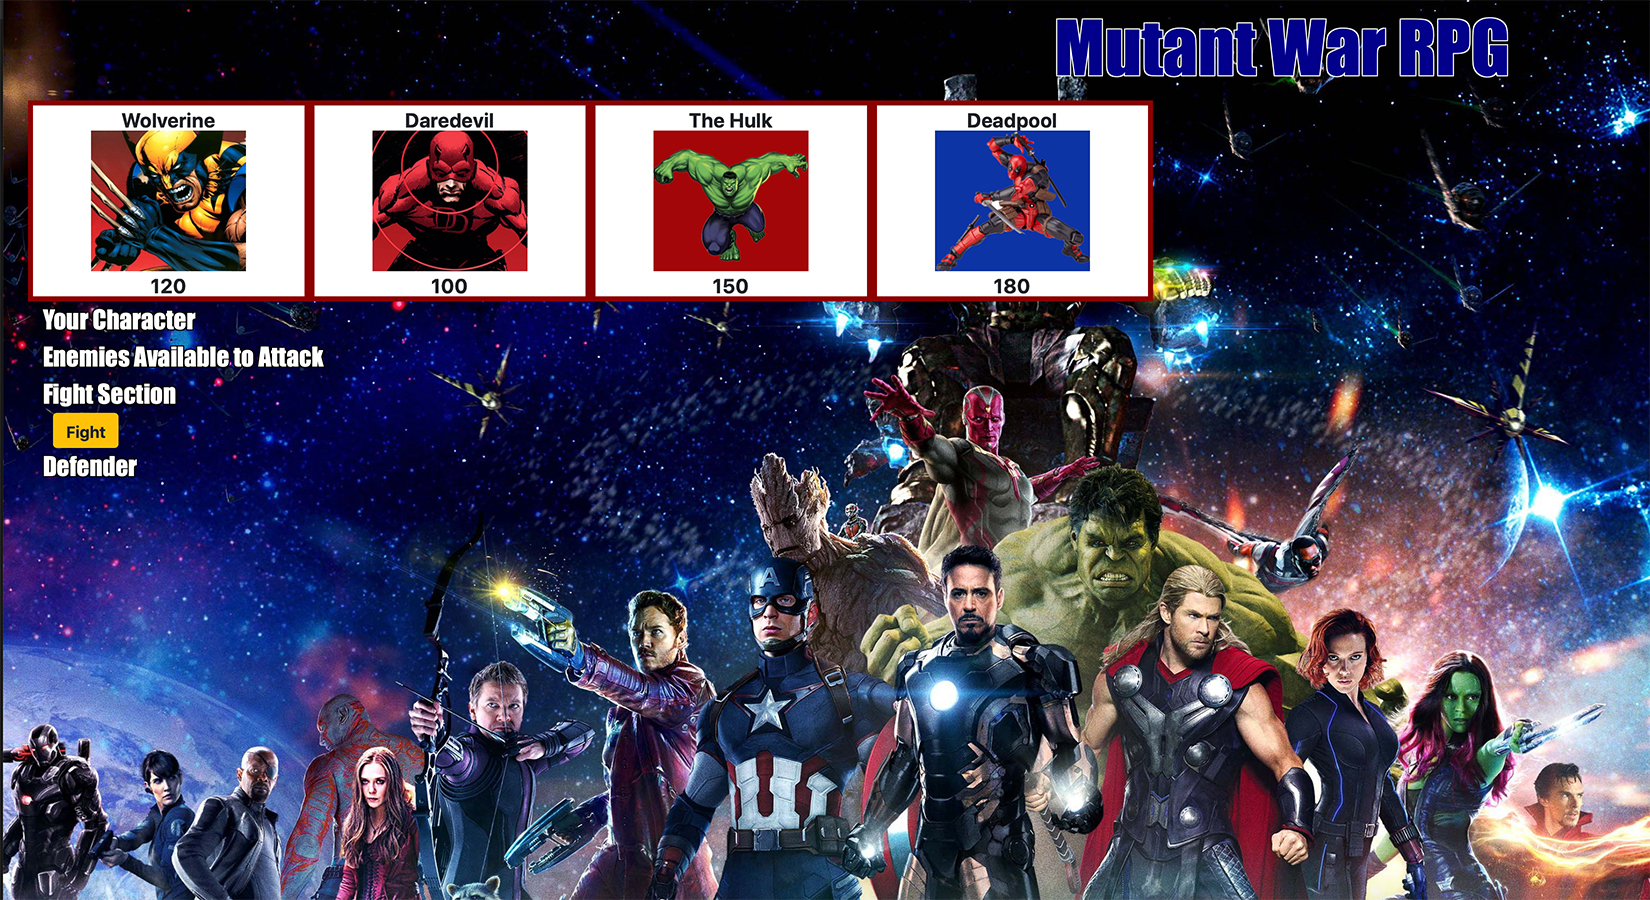 Mutant War RPG
Wolverine
Daredevil
The Hulk
Deadpool
120
100
150
180
Your Character
Enemies Available to Attack
Fight Section
Fight
Defender
A